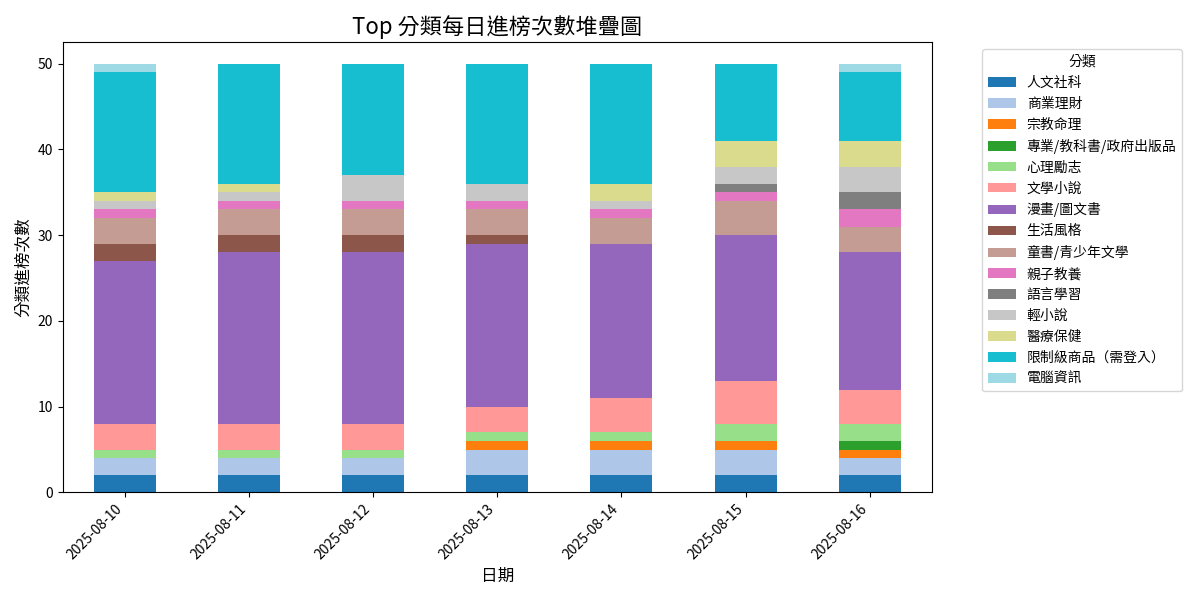 Top 分類每日進榜次數堆疊圖
分類進榜次數
50
40
30
20
10
0
2025-08-10
2025-08-11
2025-08-12
2025-08-13
2025-08-14
2025-08-15
2025-08-16
日期
分類
人文社科
商業理財
宗教命理
專業/教科書/政府出版品
心理勵志
文學小說
漫畫/圖文書
生活風格
童書/青少年文學
親子教養
語言學習
輕小說
醫療保健
限制級商品（需登入）
電腦資訊